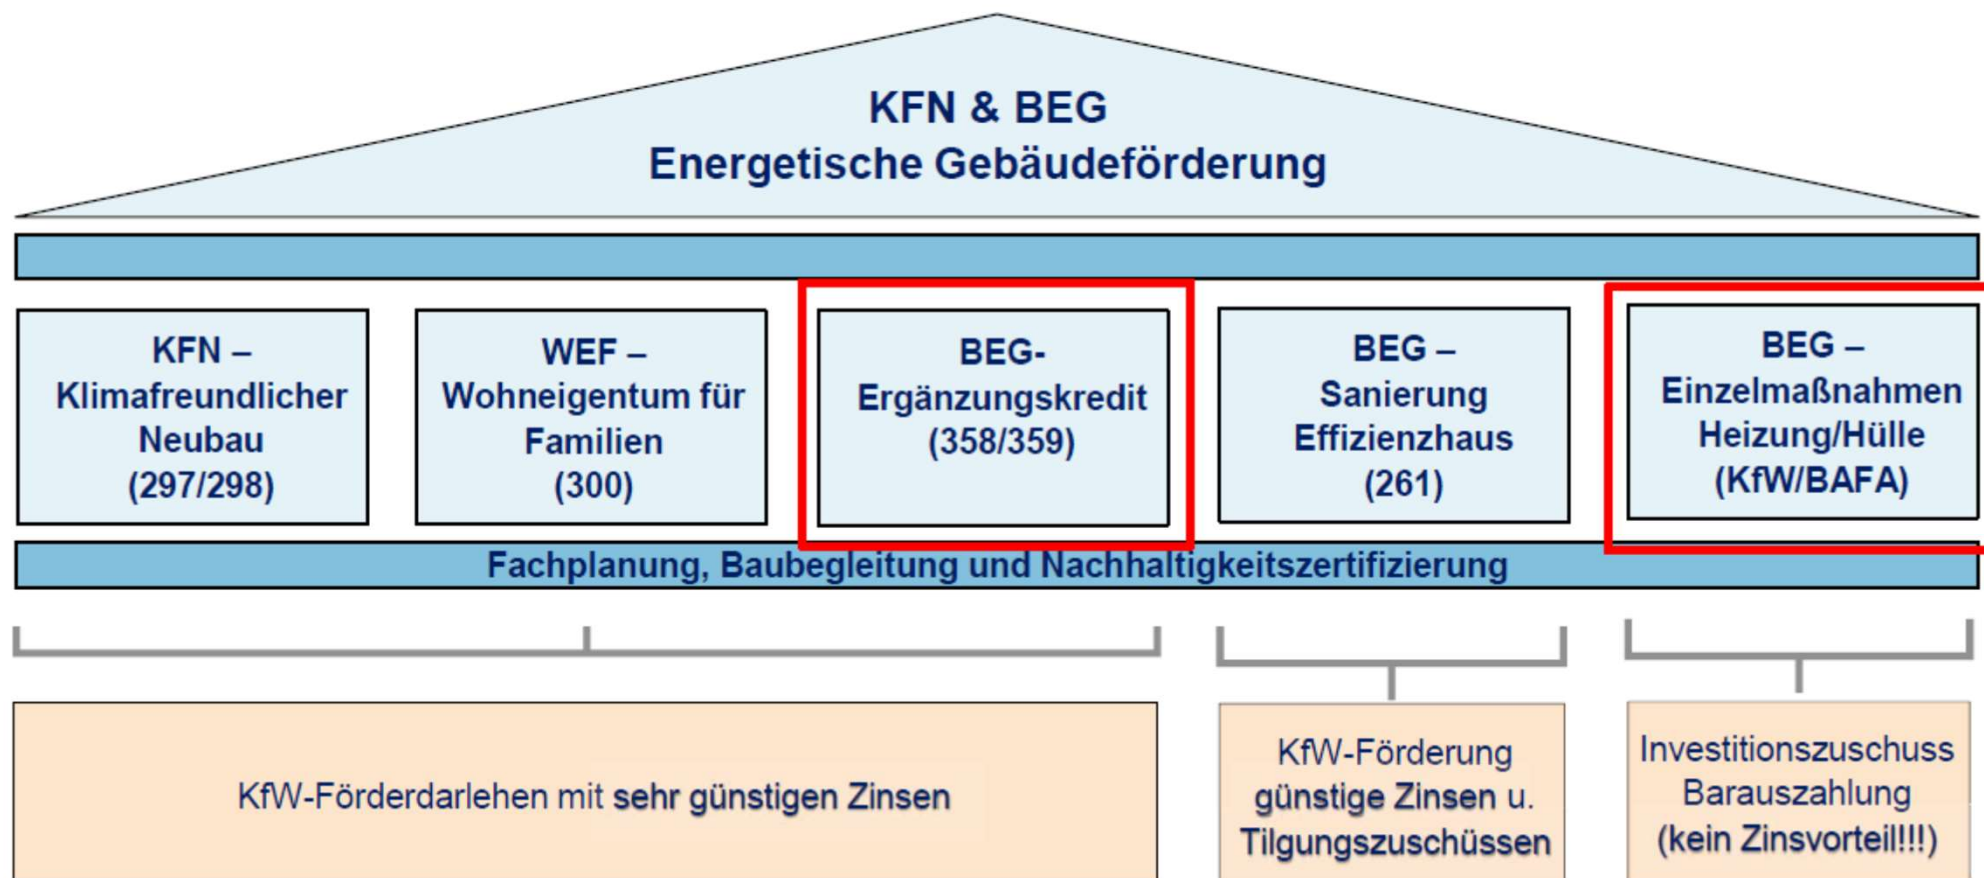 KFN & BEG
Energetische Gebäudeförderung
KFN –
Klimafreundlicher
Neubau
(297/298)
WEF –
Wohneigentum für
Familien
(300)
BEG-
Ergänzungskredit
(358/359)
BEG –
Sanierung
Effizienzhaus
(261)
BEG –
Einzelmaßnahmen
Heizung/Hülle
(KfW/BAFA)
Fachplanung, Baubegleitung und Nachhaltigkeitszertifizierung
KfW-Förderdarlehen mit sehr günstigen Zinsen
KfW-Förderung
günstige Zinsen u.
Tilgungszuschüssen
Investitionszuschuss
Barauszahlung
(kein Zinsvorteil!!!)